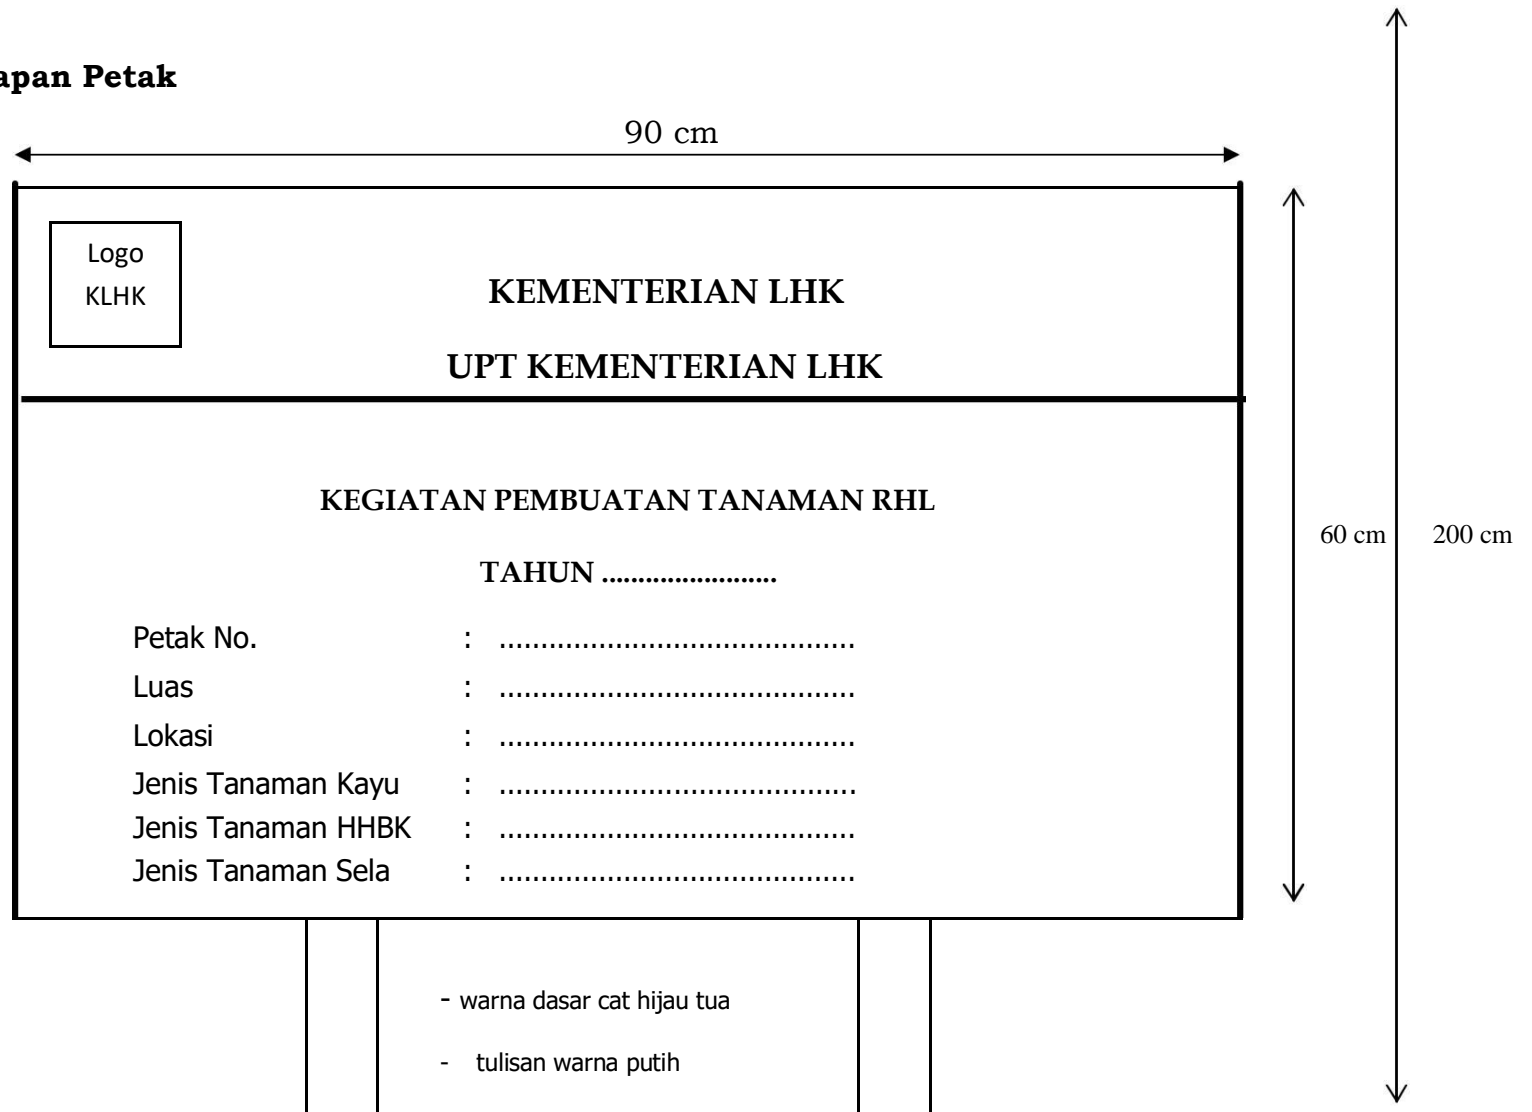 Petak
90 cm
Logo
KLHK
KEMENTERIAN LHK
UPT KEMENTERIAN LHK
KEGIATAN PEMBUATAN TANAMAN RHL
60 cm
200 cm
TAHUN ........................
Petak No. : ...........................................
Luas : ...........................................
Lokasi : ...........................................
Jenis Tanaman Kayu : ...........................................
Jenis Tanaman HHBK : ...........................................
Jenis Tanaman Sela : ...........................................
- warna dasar cat hijau tua
- tulisan warna putih